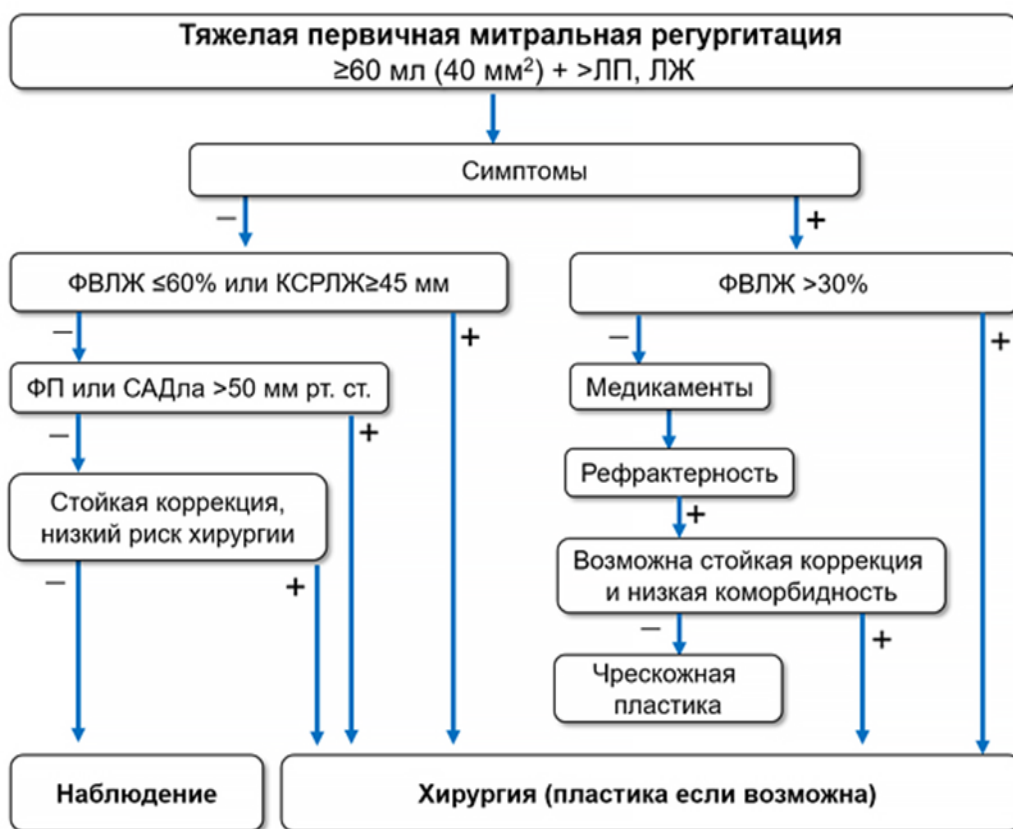 Тяжелая первичная митральная регургитация
≥60 мл (40 мм²) + >ЛП, ЛЖ
Симптомы
–
+
ФВЛЖ ≤60% или КСРЛЖ≥45 мм
ФВЛЖ >30%
–
+
–
+
ФП или САДла >50 мм рт. ст.
Медикаменты
–
+
Рефрактерность
+
Стойкая коррекция,
низкий риск хирургии
Возможна стойкая коррекция
и низкая коморбидность
–
+
–
+
Чрескожная
пластика
Наблюдение
Хирургия (пластика если возможна)